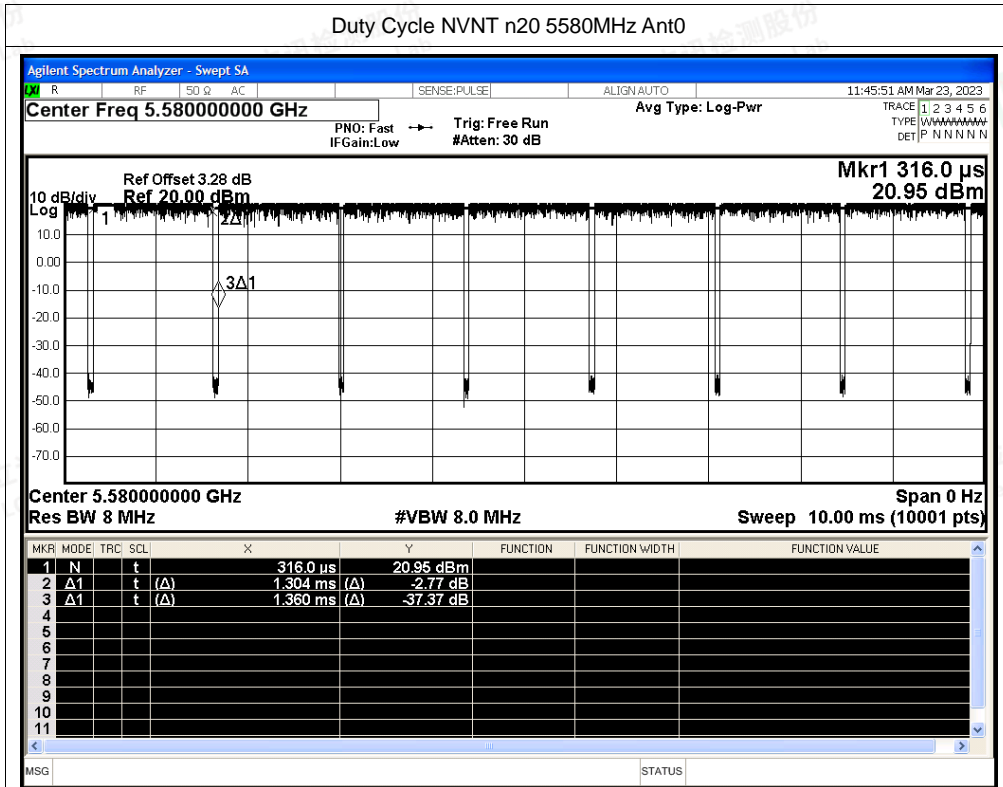 Duty Cycle NVNT n20 5580MHz Ant0
Agilent Spectrum Analyzer - Swept SA
LXI R RF 50 Ω AC SENSE:PULSE ALIGN AUTO 11:45:51 AM Mar 23, 2023
Center Freq 5.580000000 GHz Avg Type: Log-Pwr TRACE 1 2 3 4 5 6
PNO: Fast Trig: Free Run TYPE WWWWWW
IFGain:Low #Atten: 30 dB DET P N N N N N
Mkr1 316.0 µs
Ref Offset 3.28 dB
10 dB/div Ref 20.00 dBm 20.95 dBm
Log
1 2Δ1
10.0
0.00
3Δ1
-10.0
-20.0
-30.0
-40.0
-50.0
-60.0
-70.0
Center 5.580000000 GHz Span 0 Hz
Res BW 8 MHz #VBW 8.0 MHz Sweep 10.00 ms (10001 pts)
MKR MODE TRC SCL X Y FUNCTION FUNCTION WIDTH FUNCTION VALUE
1 N t 316.0 µs 20.95 dBm
2 Δ1 t (Δ) 1.304 ms (Δ) -2.77 dB
3 Δ1 t (Δ) 1.360 ms (Δ) -37.37 dB
4
5
6
7
8
9
10
11
MSG STATUS